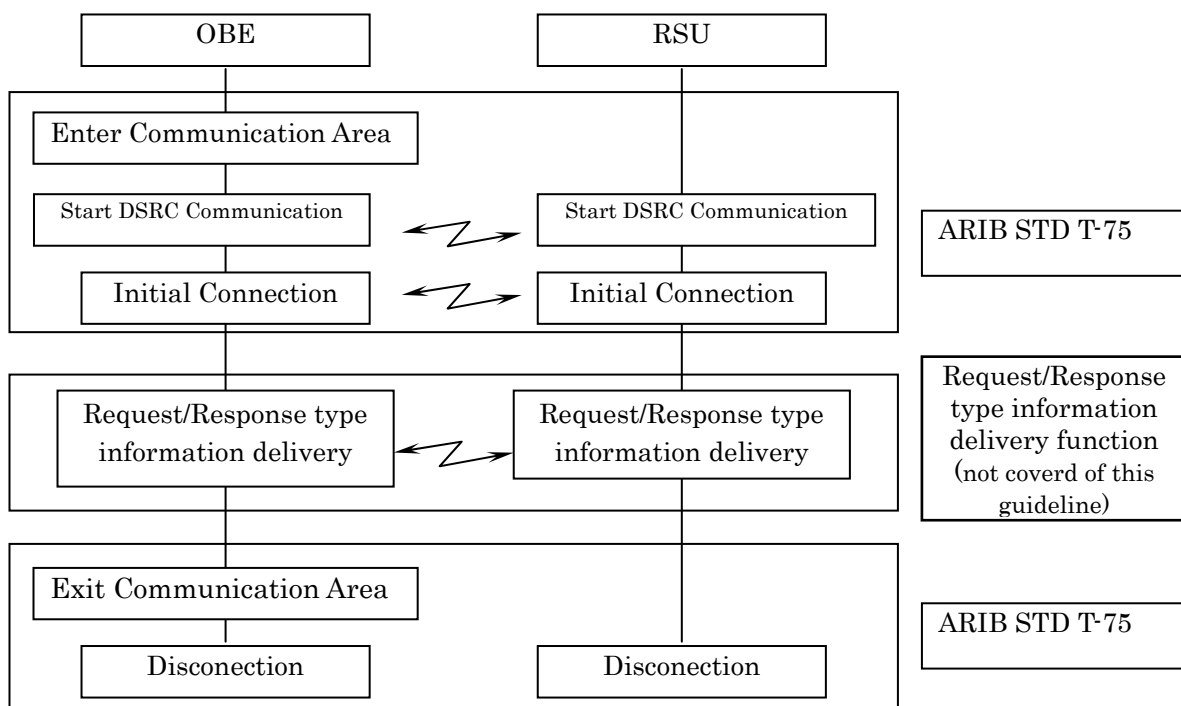 OBE
RSU
Enter Communication Area
Start DSRC Communication
Start DSRC Communication
ARIB STD T-75
Initial Connection
Initial Connection
Request/Response type
information delivery
Request/Response type
information delivery
Request/Response
type information
delivery function
(not coverd of this
guideline)
Exit Communication Area
ARIB STD T-75
Disconection
Disconection